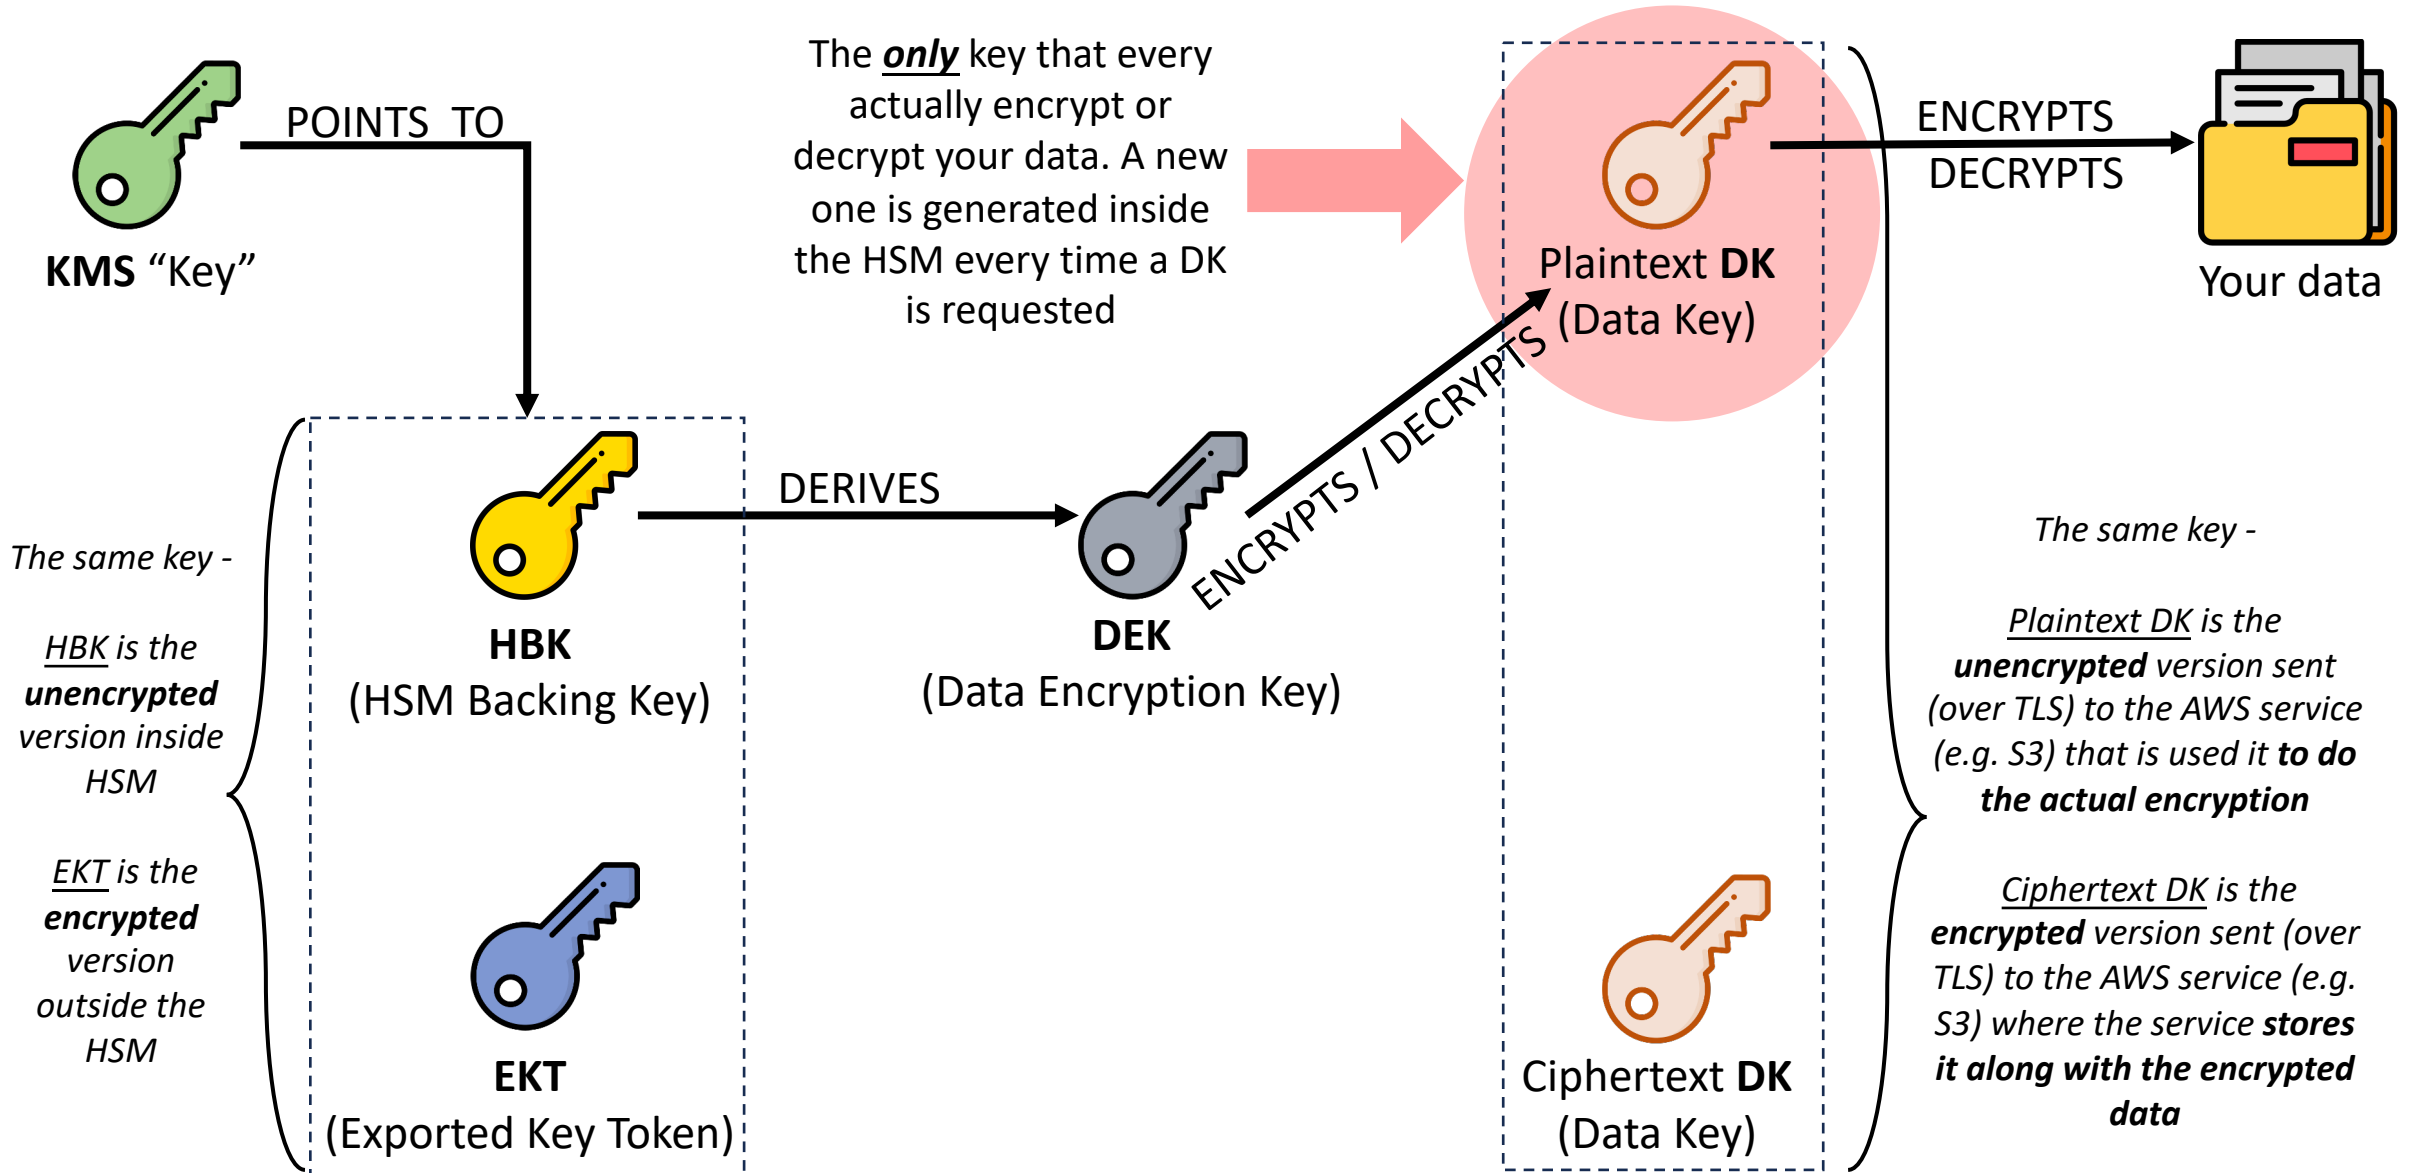 The only key that every
actually encrypt or
decrypt your data. A new
one is generated inside
the HSM every time a DK
is requested
POINTS TO
KMS “Key”
ENCRYPTS
DECRYPTS
Plaintext DK
(Data Key)
Your data
The same key -
HBK is the
unencrypted
version inside
HSM
EKT is the
encrypted
version
outside the
HSM
HBK
(HSM Backing Key)
DERIVES
DEK
(Data Encryption Key)
ENCRYPTS / DECRYPTS
EKT
(Exported Key Token)
Ciphertext DK
(Data Key)
The same key -
Plaintext DK is the
unencrypted version sent
(over TLS) to the AWS service
(e.g. S3) that is used it to do
the actual encryption
Ciphertext DK is the
encrypted version sent (over
TLS) to the AWS service (e.g.
S3) where the service stores
it along with the encrypted
data